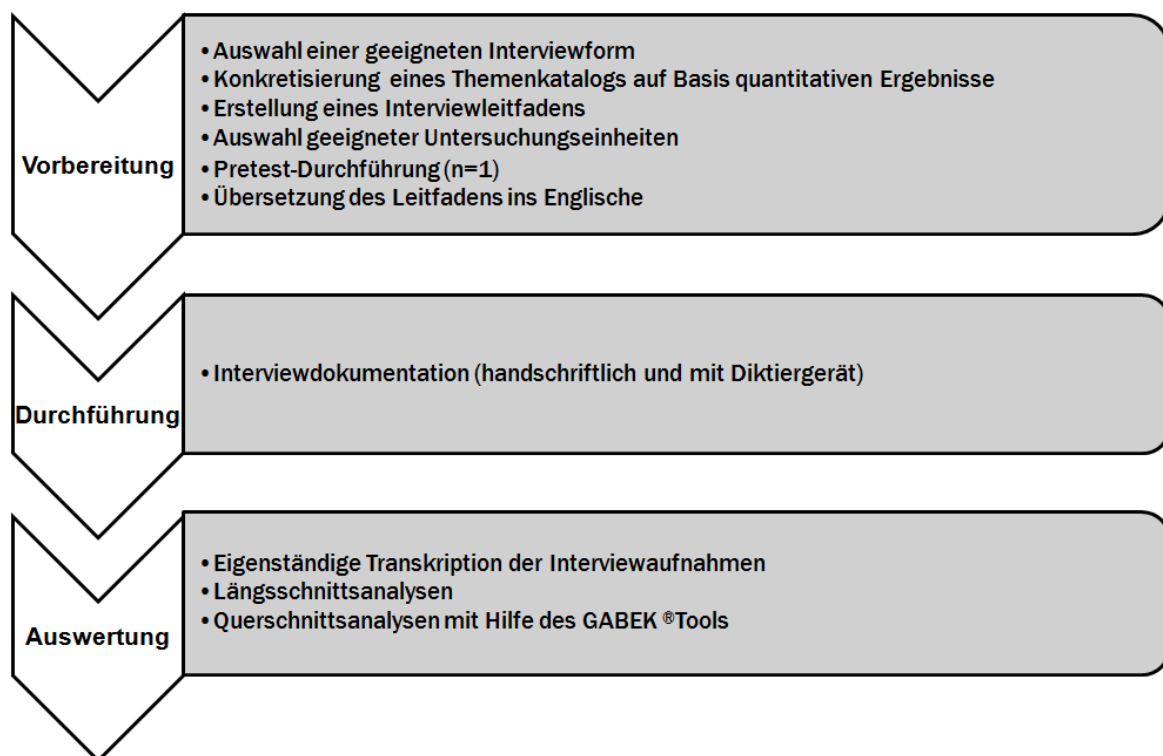 Vorbereitung
• Auswahl einer geeigneten Interviewform
• Konkretisierung eines Themenkatalogs auf Basis quantitativen Ergebnisse
• Erstellung eines Interviewleitfadens
• Auswahl geeigneter Untersuchungseinheiten
• Pretest-Durchführung (n=1)
• Übersetzung des Leitfadens ins Englische
Durchführung
• Interviewdokumentation (handschriftlich und mit Diktiergerät)
Auswertung
• Eigenständige Transkription der Interviewaufnahmen
• Längsschnittsanalysen
• Querschnittsanalysen mit Hilfe des GABEK ®Tools